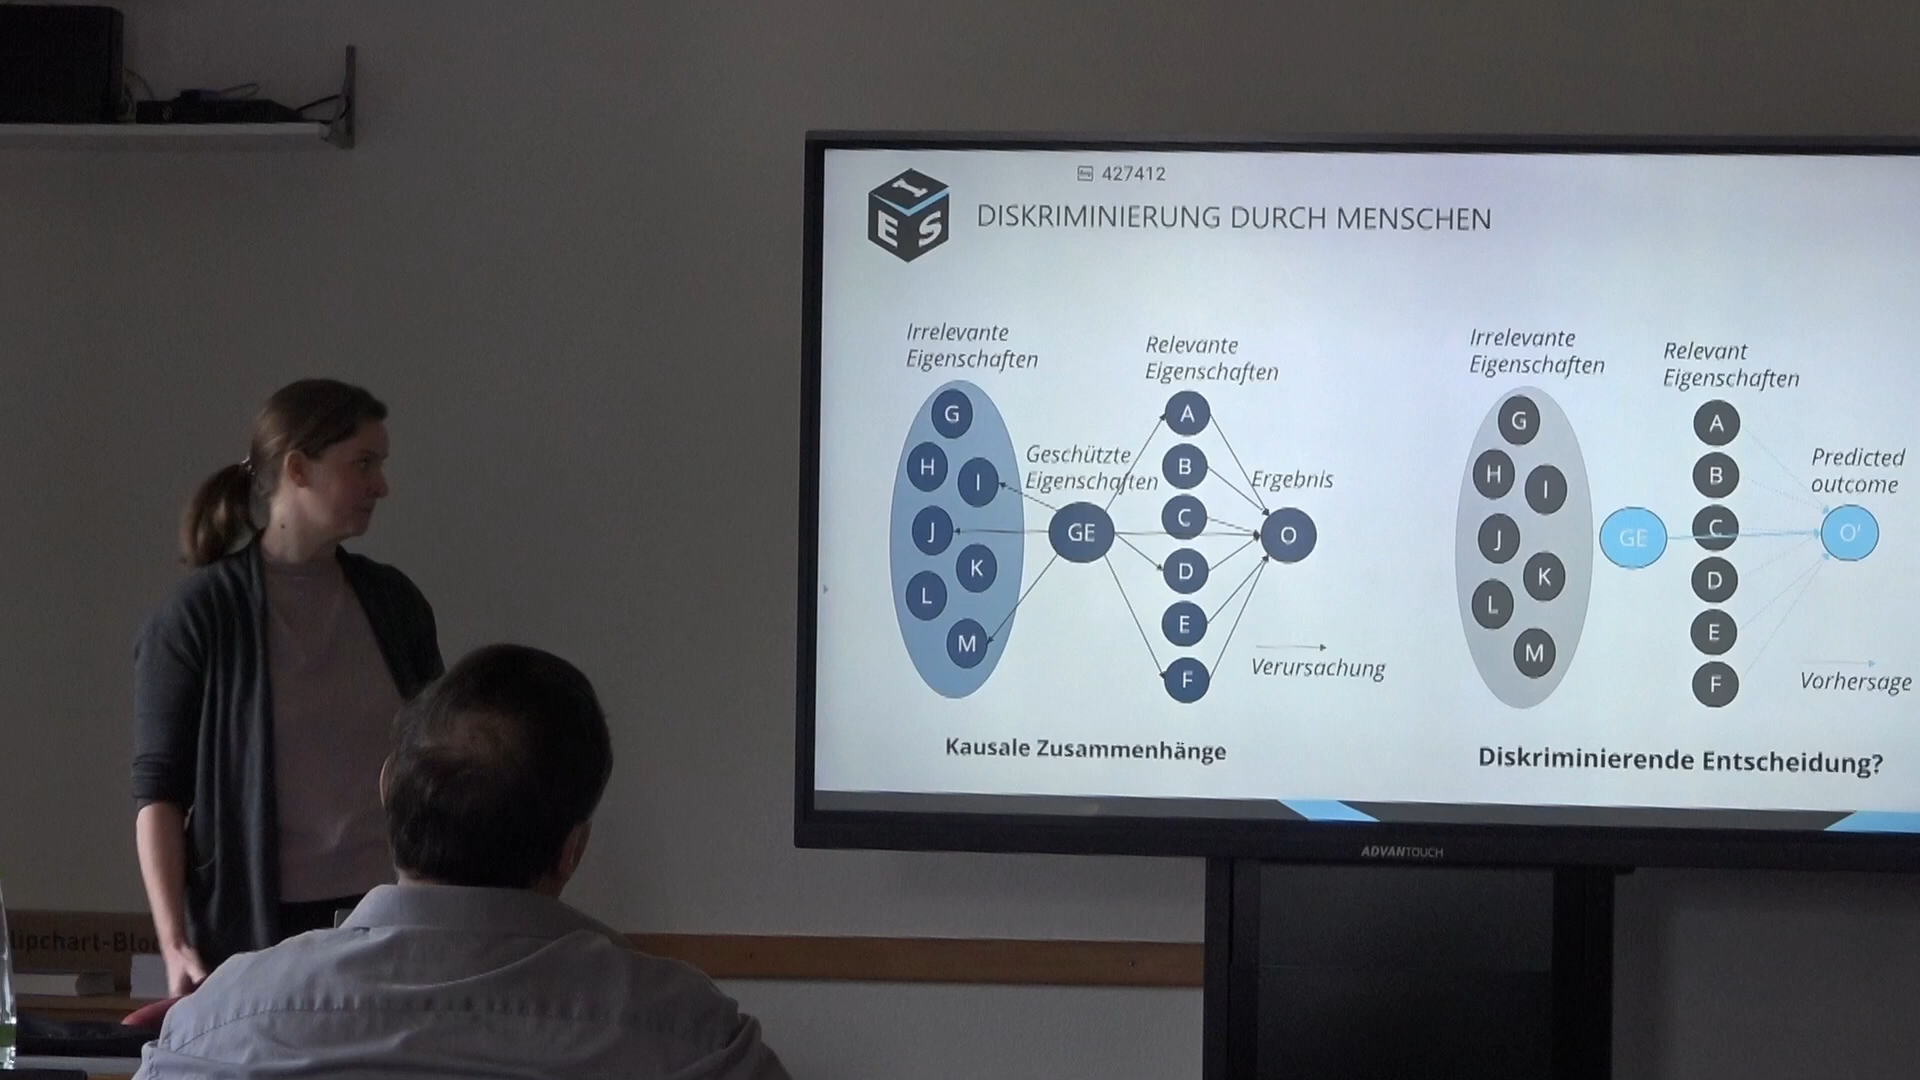 427412
I
E S
DISKRIMINIERUNG DURCH MENSCHEN
Irrelevante
Eigenschaften
Relevante
Eigenschaften
Geschützte
Eigenschaften
Ergebnis
G
H
I
J
K
L
M
GE
A
B
C
D
E
F
O
Verursachung
Kausale Zusammenhänge
Irrelevante
Eigenschaften
Relevant
Eigenschaften
Predicted
outcome
G
H
I
J
K
L
M
GE
A
B
C
D
E
F
O'
Vorhersage
Diskriminierende Entscheidung?
ADVANTOUCH